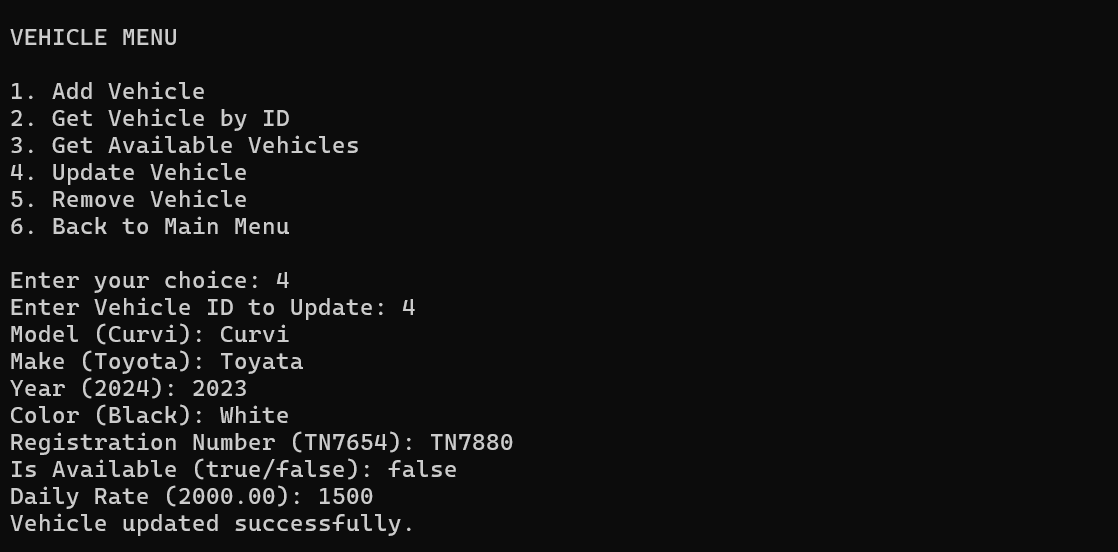 VEHICLE MENU
1. Add Vehicle
2. Get Vehicle by ID
3. Get Available Vehicles
4. Update Vehicle
5. Remove Vehicle
6. Back to Main Menu
Enter your choice: 4
Enter Vehicle ID to Update: 4
Model (Curvi): Curvi
Make (Toyota): Toyata
Year (2024): 2023
Color (Black): White
Registration Number (TN7654): TN7880
Is Available (true/false): false
Daily Rate (2000.00): 1500
Vehicle updated successfully.